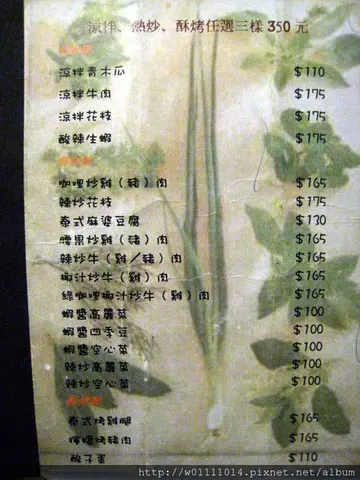 涼拌、熱炒、酥烤任選三樣 350 元
涼拌青木瓜 $110
涼拌牛肉 $175
涼拌花枝 $175
酸辣生蝦 $175
咖哩炒雞（豬）肉 $165
辣炒花枝 $175
泰式麻婆豆腐 $130
腰果炒雞（豬）肉 $165
辣炒牛（雞／豬）肉 $165
椰汁炒牛（雞）肉 $165
綠咖哩椰汁炒牛（雞）肉 $165
蝦醬高麗菜 $100
蝦醬四季豆 $100
蝦醬空心菜 $100
辣炒高麗菜 $100
辣炒空心菜 $100
泰式烤雞腿 $165
檸檬烤豬肉 $165
酸子蛋 $110
http://w01111014.pixnet.net/album